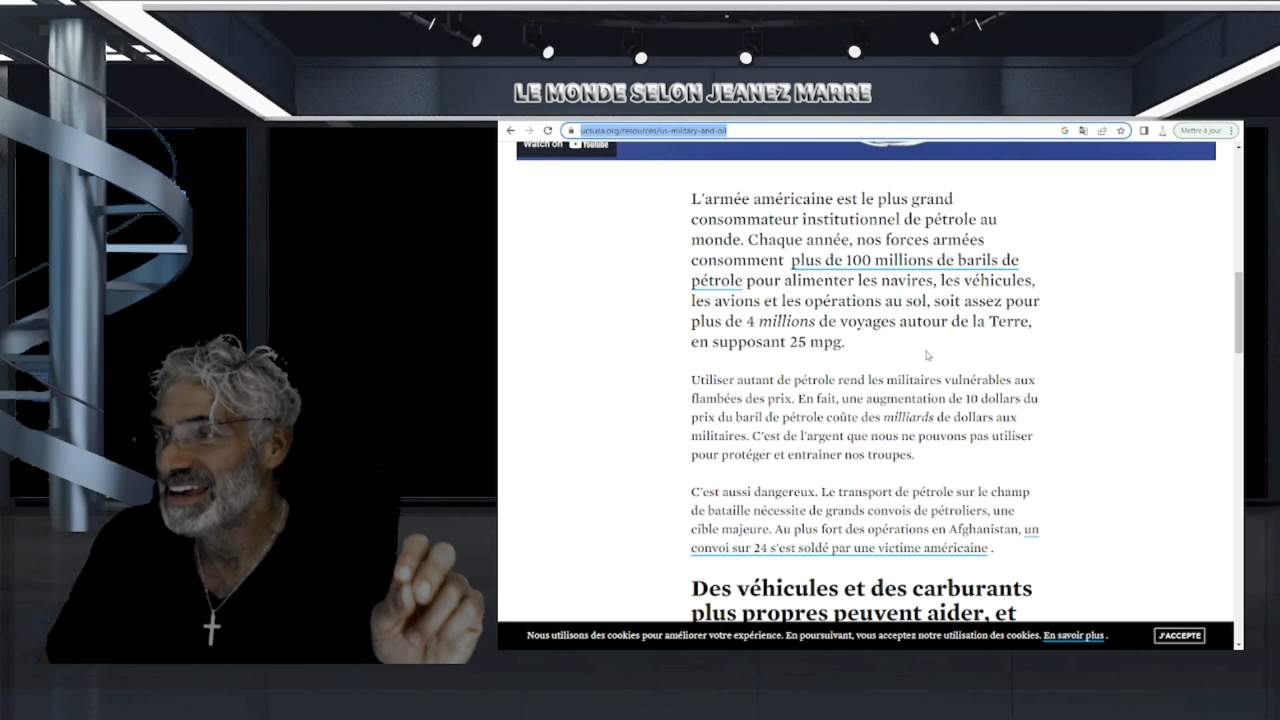 LE MONDE SELON JEANEZ MARRE
ucsusa.org/resources/us-military-and-oil
Mettre à jour
Watch on YouTube
L'armée américaine est le plus grand
consommateur institutionnel de pétrole au
monde. Chaque année, nos forces armées
consomment plus de 100 millions de barils de
pétrole pour alimenter les navires, les véhicules,
les avions et les opérations au sol, soit assez pour
plus de 4 millions de voyages autour de la Terre,
en supposant 25 mpg.
Utiliser autant de pétrole rend les militaires vulnérables aux
flambées des prix. En fait, une augmentation de 10 dollars du
prix du baril de pétrole coûte des milliards de dollars aux
militaires. C'est de l'argent que nous ne pouvons pas utiliser
pour protéger et entraîner nos troupes.
C'est aussi dangereux. Le transport de pétrole sur le champ
de bataille nécessite de grands convois de pétroliers, une
cible majeure. Au plus fort des opérations en Afghanistan, un
convoi sur 24 s'est soldé par une victime américaine .
Des véhicules et des carburants
plus propres peuvent aider, et
Nous utilisons des cookies pour améliorer votre expérience. En poursuivant, vous acceptez notre utilisation des cookies. En savoir plus .
J'ACCEPTE